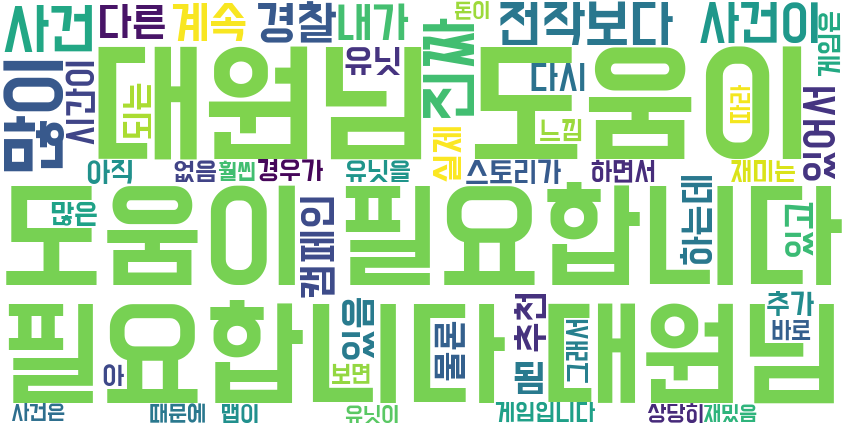 사건 다른 계속 경찰 내가 돈이 전작보다 사건이 게임은
많이 시간이 대원님 도움이 유닛 진짜 다시 있어서
되는 느낌 따라
아직 없음 훨씬 경우가 유닛을 실제 스토리가 하면서 재미는
많은 도움이 필요합니다 캠페인 하는데 있고
필요합니다 대원님 있음 물론 추천 그래서 추가 바로
아 보면 봄
사건은 때문에 맵이 유닛이 게임입니다 상당히 재밌음